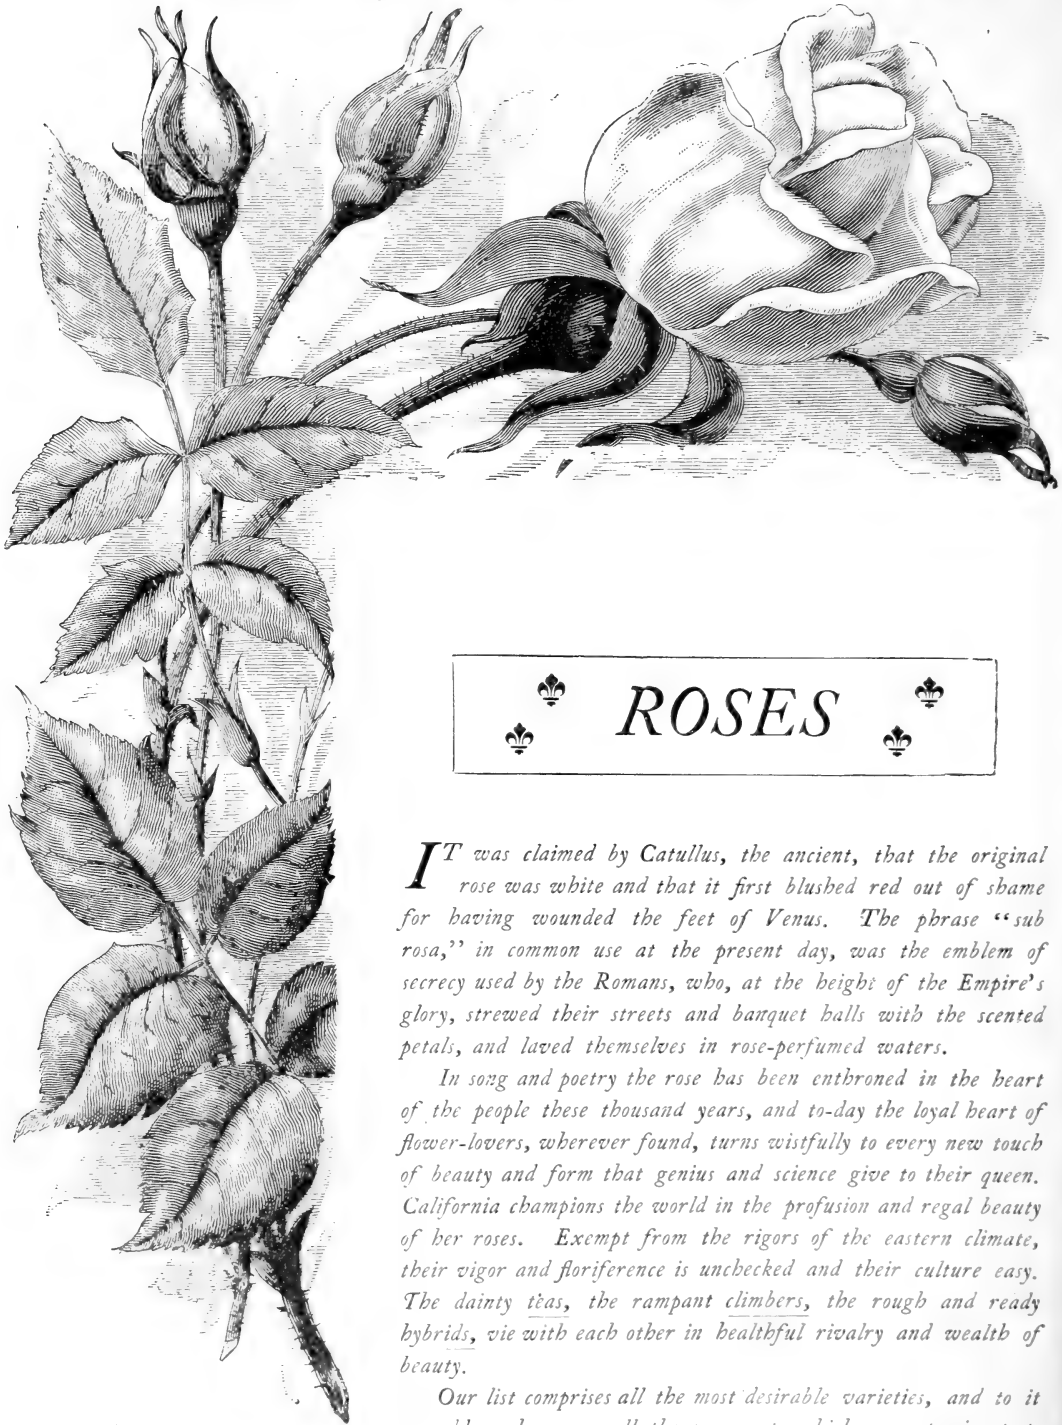 ROSES
IT was claimed by Catullus, the ancient, that the original
rose was white and that it first blushed red out of shame
for having wounded the feet of Venus. The phrase “sub
rosa,” in common use at the present day, was the emblem of
secrecy used by the Romans, who, at the height of the Empire’s
glory, strewed their streets and banquet halls with the scented
petals, and laved themselves in rose-perfumed waters.
In song and poetry the rose has been enthroned in the heart
of the people these thousand years, and to-day the loyal heart of
flower-lovers, wherever found, turns wistfully to every new touch
of beauty and form that genius and science give to their queen.
California champions the world in the profusion and regal beauty
of her roses. Exempt from the rigors of the eastern climate,
their vigor and floriference is unchecked and their culture easy.
The dainty teas, the rampant climbers, the rough and ready
hybrids, vie with each other in healthful rivalry and wealth of
beauty.
Our list comprises all the most desirable varieties, and to it